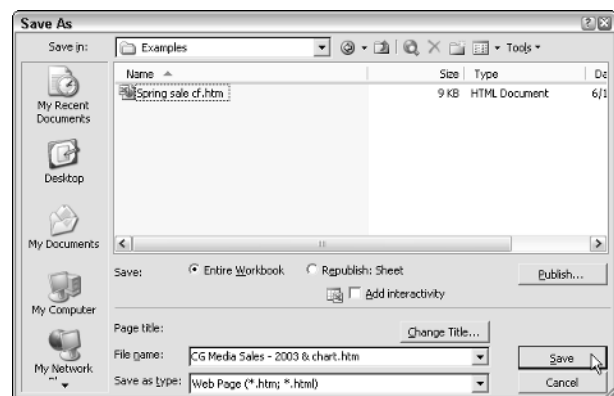 Save As
Save in:
Examples
Tools
Name
Size
Type
Da
Spring sale cf.htm
9 KB
HTML Document
6/1
My Recent
Documents
Desktop
My Documents
My Computer
My Network
Save:
Entire Workbook
Republish: Sheet
Publish...
Add interactivity
Page title:
Change Title...
File name:
CG Media Sales - 2003 & chart.htm
Save
Save as type:
Web Page (*.htm; *.html)
Cancel